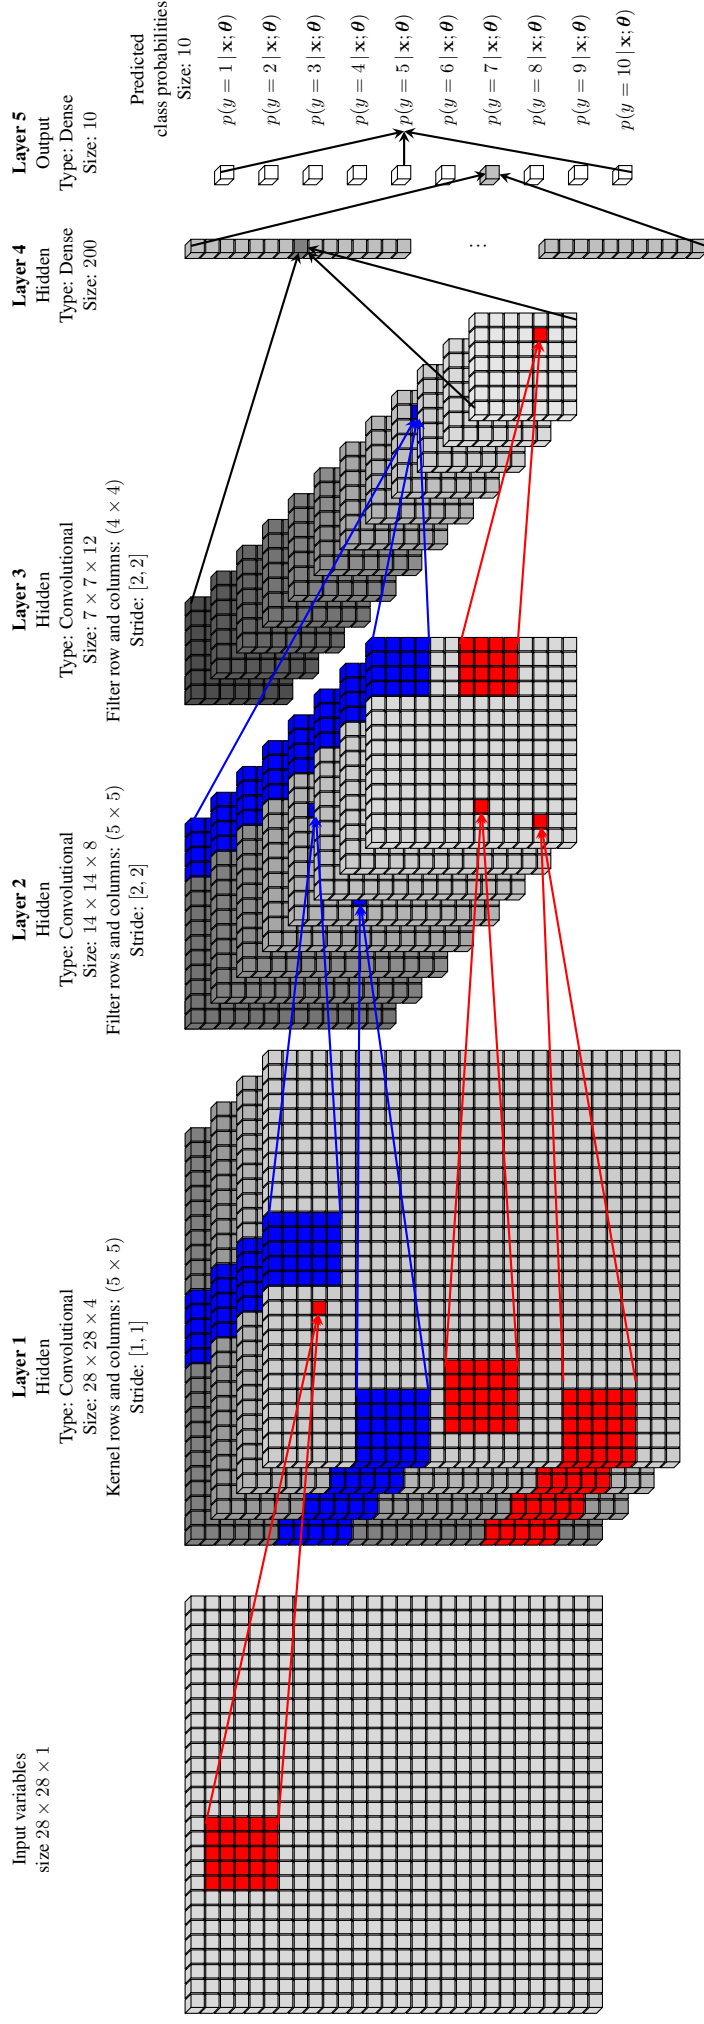 Input variables
size 28 × 28 × 1
Layer 1
Hidden
Type: Convolutional
Size: 28 × 28 × 4
Kernel rows and columns: (5 × 5)
Stride: [1, 1]
Layer 2
Hidden
Type: Convolutional
Size: 14 × 14 × 8
Filter rows and columns: (5 × 5)
Stride: [2, 2]
Layer 3
Hidden
Type: Convolutional
Size: 7 × 7 × 12
Filter row and columns: (4 × 4)
Stride: [2, 2]
Layer 4
Hidden
Type: Dense
Size: 200
...
Layer 5
Output
Type: Dense
Size: 10
Predicted
class probabilities
Size: 10
p(y = 1 | x; θ)
p(y = 2 | x; θ)
p(y = 3 | x; θ)
p(y = 4 | x; θ)
p(y = 5 | x; θ)
p(y = 6 | x; θ)
p(y = 7 | x; θ)
p(y = 8 | x; θ)
p(y = 9 | x; θ)
p(y = 10 | x; θ)